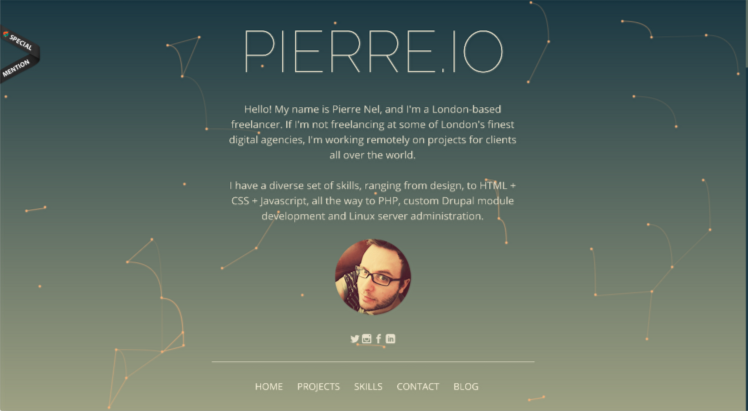 SPECIAL
MENTION
PIERRE.IO
Hello! My name is Pierre Nel, and I'm a London-based
freelancer. If I'm not freelancing at some of London's finest
digital agencies, I'm working remotely on projects for clients
all over the world.
I have a diverse set of skills, ranging from design, to HTML +
CSS + Javascript, all the way to PHP, custom Drupal module
development and Linux server administration.
HOME PROJECTS SKILLS CONTACT BLOG